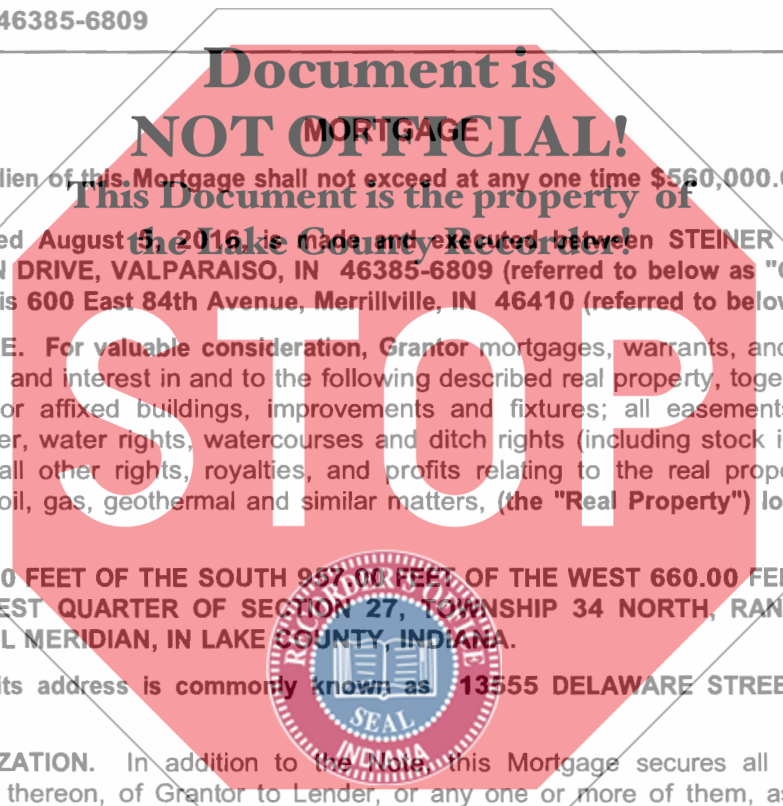 46385-6809
Document is
NOT OFFICIAL!
MORTGAGE
lien of this Mortgage shall not exceed at any one time $560,000.0
This Document is the property of
the Lake County Recorder!
ed August 5, 2016, is made and executed between STEINER
N DRIVE, VALPARAISO, IN 46385-6809 (referred to below as "G
is 600 East 84th Avenue, Merrillville, IN 46410 (referred to below
E. For valuable consideration, Grantor mortgages, warrants, and
and interest in and to the following described real property, toge
or affixed buildings, improvements and fixtures; all easements
er, water rights, watercourses and ditch rights (including stock i
all other rights, royalties, and profits relating to the real prope
oil, gas, geothermal and similar matters, (the "Real Property") lo
STOP
0 FEET OF THE SOUTH 957.00 FEET OF THE WEST 660.00 FEE
EST QUARTER OF SECTION 27, TOWNSHIP 34 NORTH, RAN
L MERIDIAN, IN LAKE COUNTY, INDIANA.
its address is commonly known as 13555 DELAWARE STREE
RECORDER'S OFFICE
SEAL
INDIANA
ZATION. In addition to the Note, this Mortgage secures all
thereon, of Grantor to Lender, or any one or more of them, a